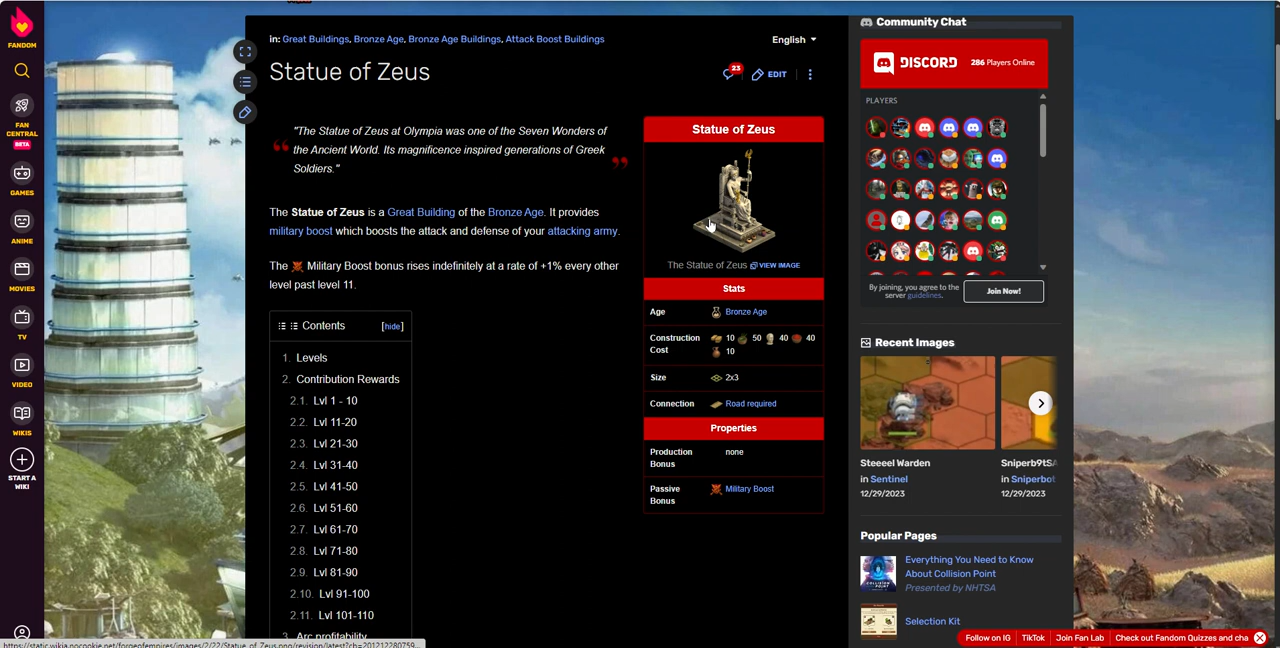 FANDOM
FAN
CENTRAL
BETA
GAMES
ANIME
MOVIES
TV
VIDEO
WIKIS
START A
WIKI
in: Great Buildings, Bronze Age, Bronze Age Buildings, Attack Boost Buildings
English
Statue of Zeus
23
EDIT
"The Statue of Zeus at Olympia was one of the Seven Wonders of
the Ancient World. Its magnificence inspired generations of Greek
Soldiers."
The Statue of Zeus is a Great Building of the Bronze Age. It provides
military boost which boosts the attack and defense of your attacking army.
The Military Boost bonus rises indefinitely at a rate of +1% every other
level past level 11.
Contents [hide]
1. Levels
2. Contribution Rewards
2.1. Lvl 1 - 10
2.2. Lvl 11-20
2.3. Lvl 21-30
2.4. Lvl 31-40
2.5. Lvl 41-50
2.6. Lvl 51-60
2.7. Lvl 61-70
2.8. Lvl 71-80
2.9. Lvl 81-90
2.10. Lvl 91-100
2.11. Lvl 101-110
3. Arc profitability
Statue of Zeus
The Statue of Zeus VIEW IMAGE
Stats
Age Bronze Age
Construction
Cost
10 50 40 40
10
Size 2x3
Connection Road required
Properties
Production
Bonus
none
Passive
Bonus
Military Boost
Community Chat
DISCORD 286 Players Online
PLAYERS
By joining, you agree to the
server guidelines.
Join Now!
Recent Images
Steeeel Warden
in Sentinel
12/29/2023
Sniperb9tS
in Sniperbot
12/29/2023
Popular Pages
Everything You Need to Know
About Collision Point
Presented by NHTSA
Selection Kit
Follow on IG TikTok Join Fan Lab Check out Fandom Quizzes and cha